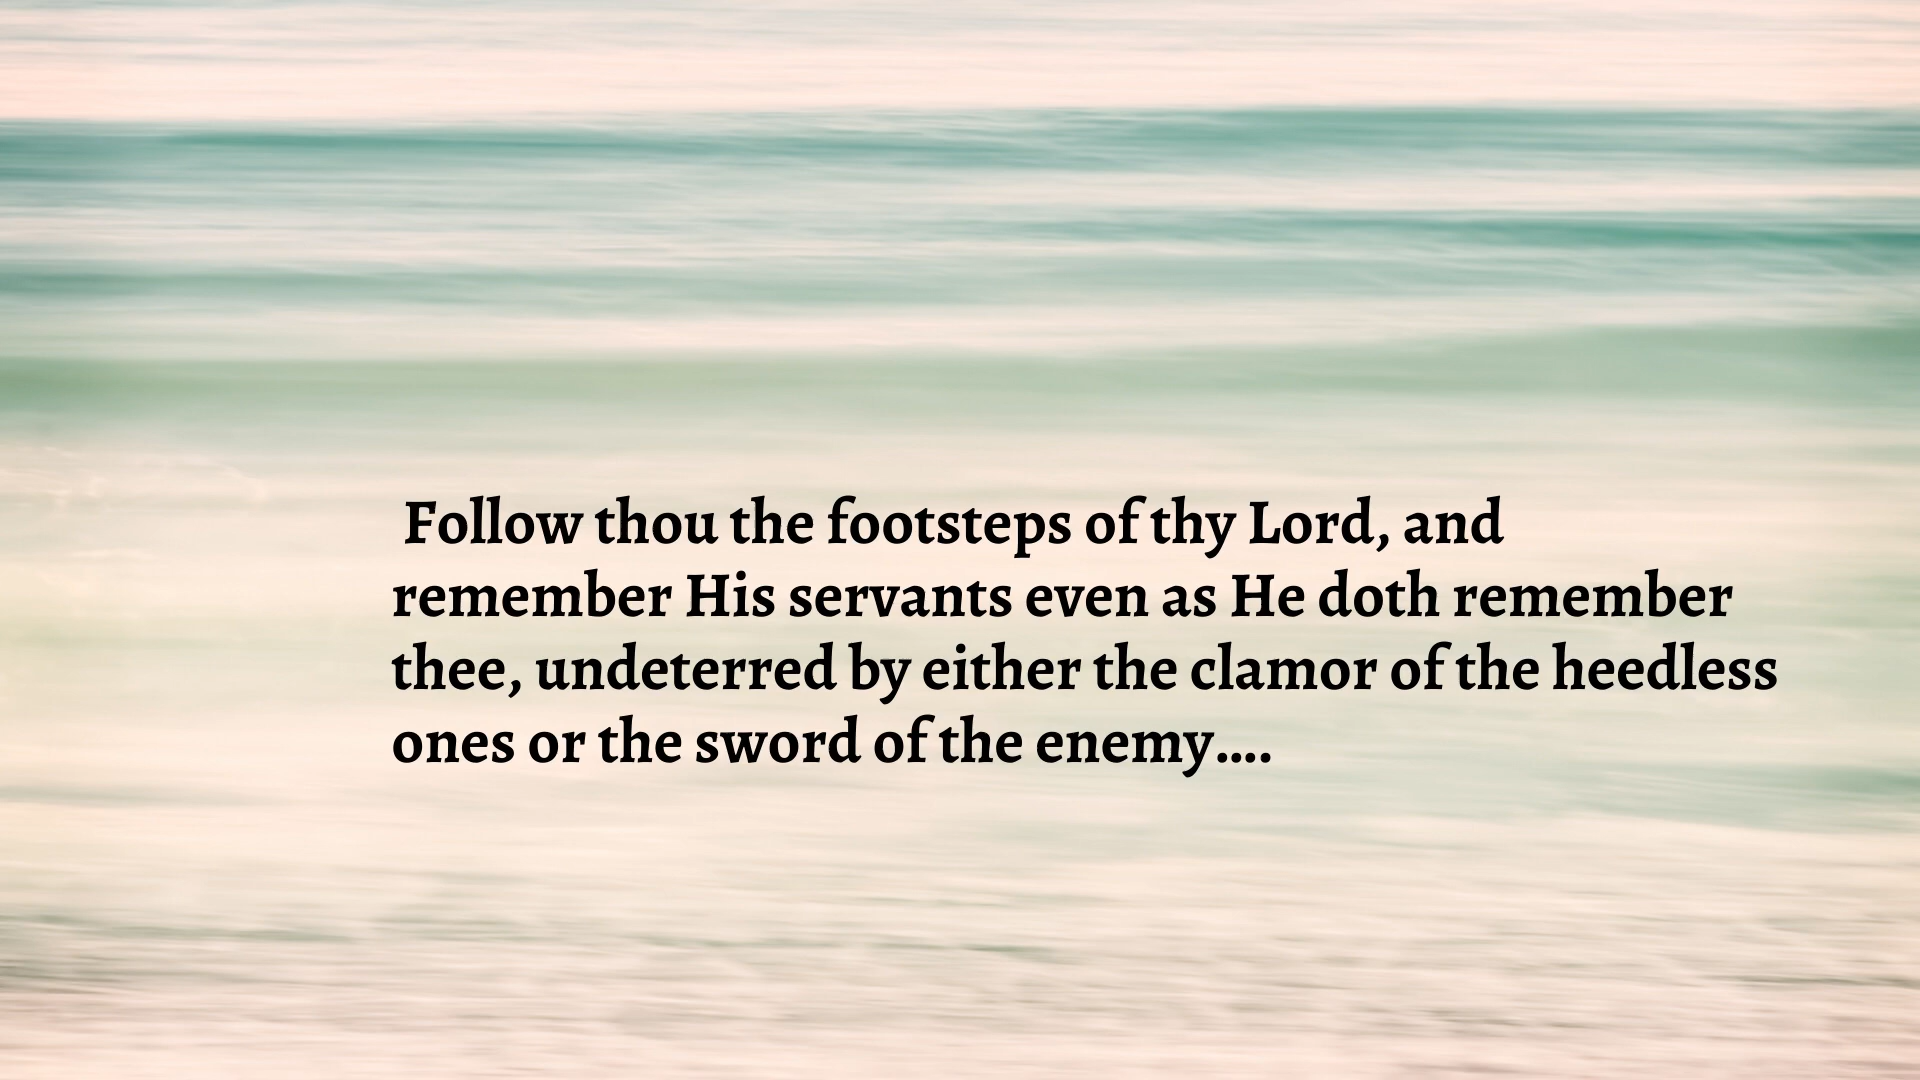 Follow thou the footsteps of thy Lord, and
remember His servants even as He doth remember
thee, undeterred by either the clamor of the heedless
ones or the sword of the enemy....